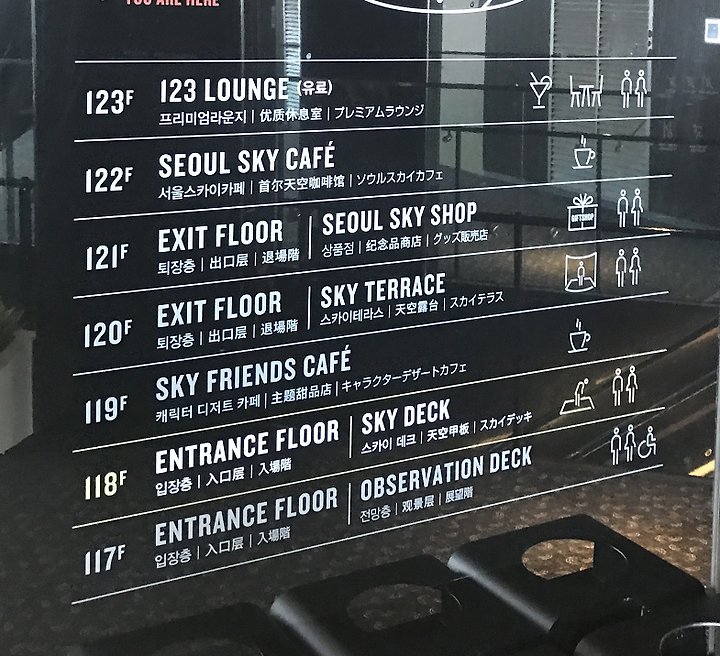 YOU ARE HERE
123F 123 LOUNGE (유료)
프리미엄라운지 | 优质休息室 | プレミアムラウンジ
122F SEOUL SKY CAFÉ
서울스카이카페 | 首尔天空咖啡馆 | ソウルスカイカフェ
121F EXIT FLOOR | SEOUL SKY SHOP
퇴장층 | 出口层 | 退場階 | 상품점 | 纪念品商店 | グッズ販売店
GIFTSHOP
120F EXIT FLOOR | SKY TERRACE
퇴장층 | 出口层 | 退場階 | 스카이테라스 | 天空露台 | スカイテラス
119F SKY FRIENDS CAFÉ
캐릭터 디저트 카페 | 主题甜品店 | キャラクターデザートカフェ
118F ENTRANCE FLOOR | SKY DECK
입장층 | 入口层 | 入場階 | 스카이 데크 | 天空甲板 | スカイデッキ
117F ENTRANCE FLOOR | OBSERVATION DECK
입장층 | 入口层 | 入場階 | 전망층 | 观景层 | 展望階